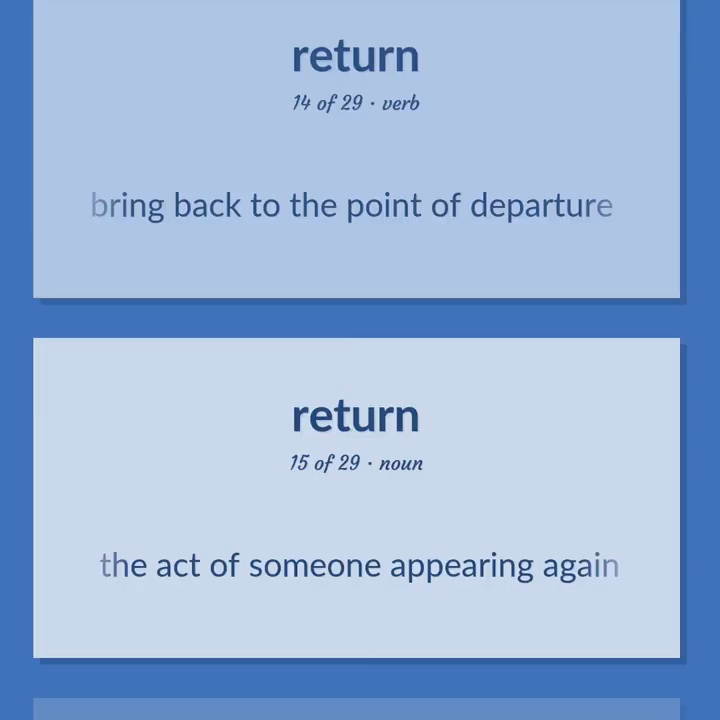 return
14 of 29 · verb
bring back to the point of departure
return
15 of 29 · noun
the act of someone appearing again